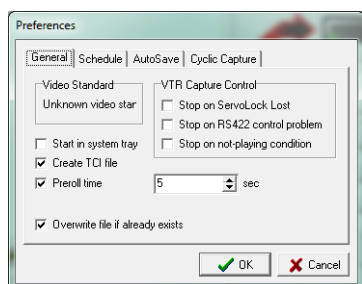 Preferences
General
Schedule
AutoSave
Cyclic Capture
Video Standard
Unknown video star
VTR Capture Control
Stop on ServoLock Lost
Stop on RS422 control problem
Stop on not-playing condition
Start in system tray
Create TCI file
Preroll time
5
sec
Overwrite file if already exists
OK
Cancel